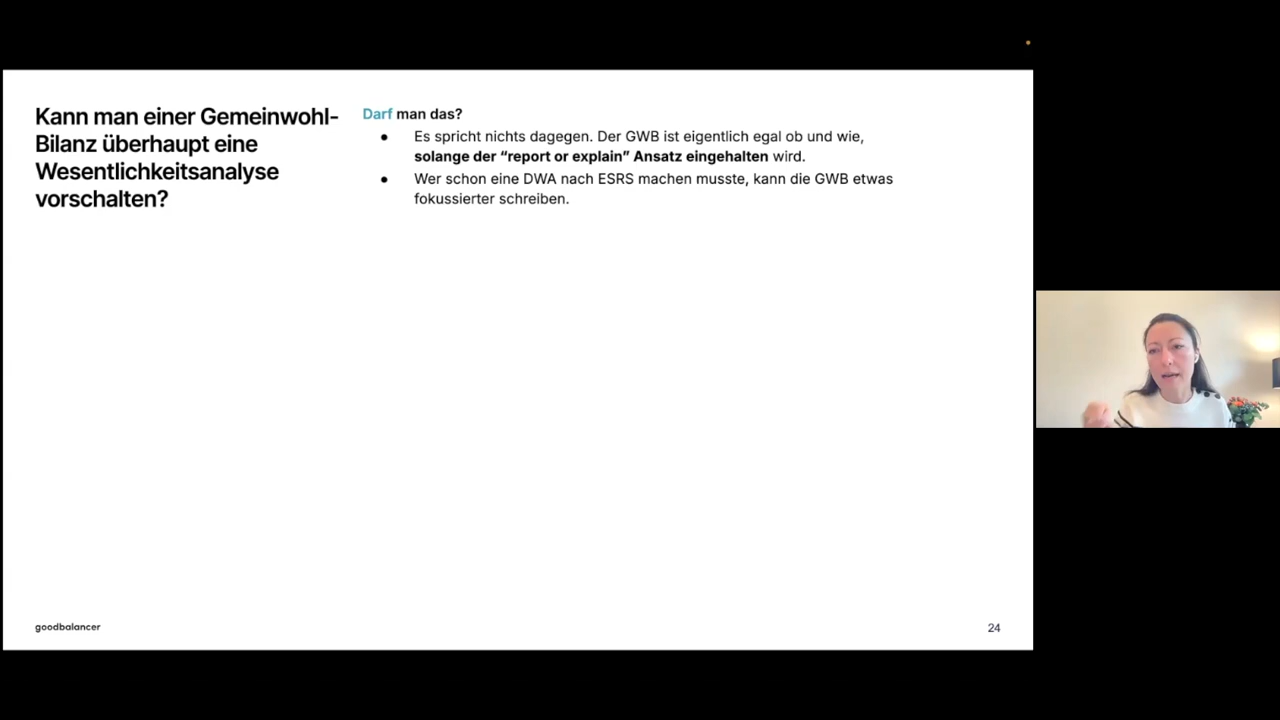 Kann man einer Gemeinwohl-
Bilanz überhaupt eine
Wesentlichkeitsanalyse
vorschalten?
Darf man das?
● Es spricht nichts dagegen. Der GWB ist eigentlich egal ob und wie,
solange der “report or explain” Ansatz eingehalten wird.
● Wer schon eine DWA nach ESRS machen musste, kann die GWB etwas
fokussierter schreiben.
goodbalancer
24